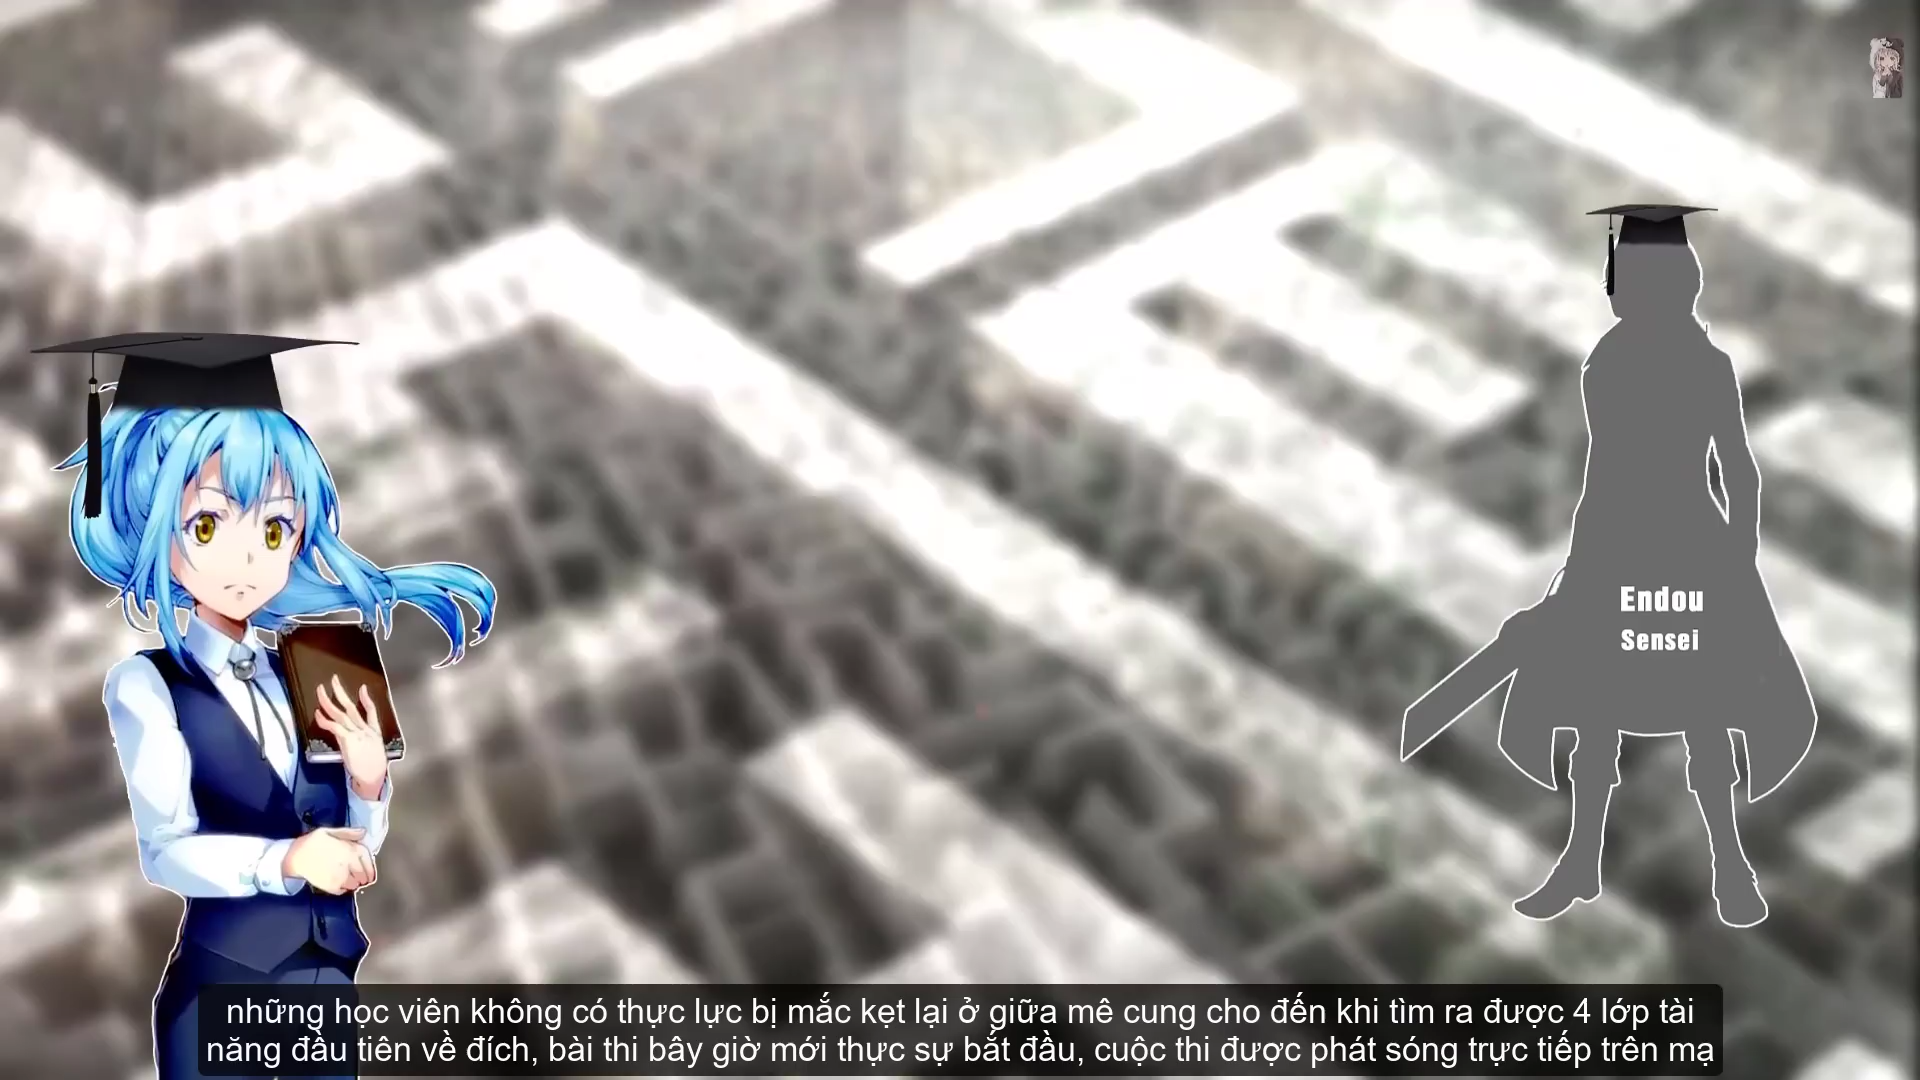 Endou
Sensei
những học viên không có thực lực bị mắc kẹt lại ở giữa mê cung cho đến khi tìm ra được 4 lớp tài
năng đầu tiên về đích, bài thi bây giờ mới thực sự bắt đầu, cuộc thi được phát sóng trực tiếp trên mạ